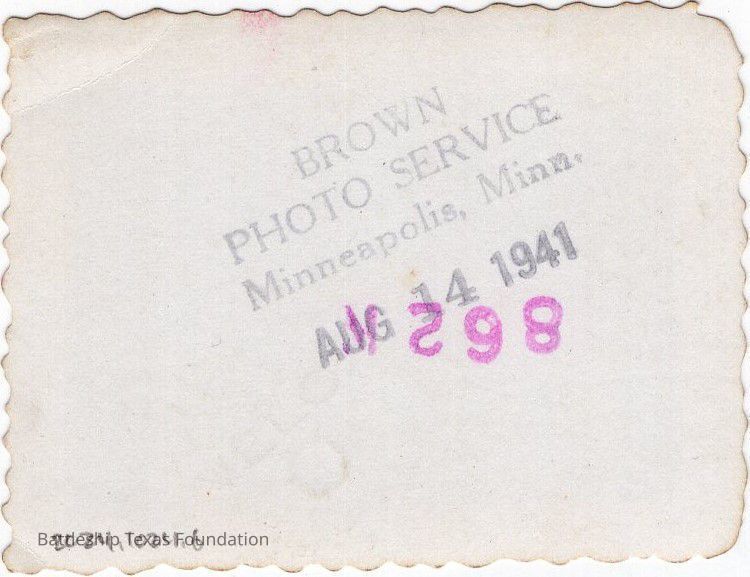 BROWN
PHOTO SERVICE
Minneapolis, Minn.
AUG 14 1941
298
Battleship Texas Foundation